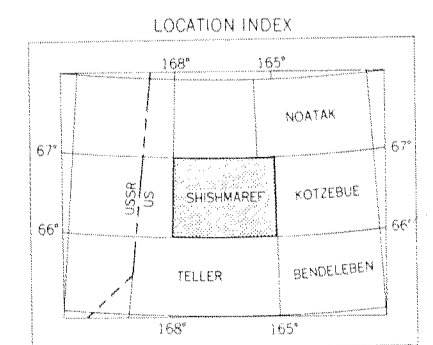 LOCATION INDEX
168° 165°
NOATAK
67° 67°
USSR
US
SHISHMAREF KOTZEBUE
66° 66°
TELLER BENDELEBEN
168° 165°